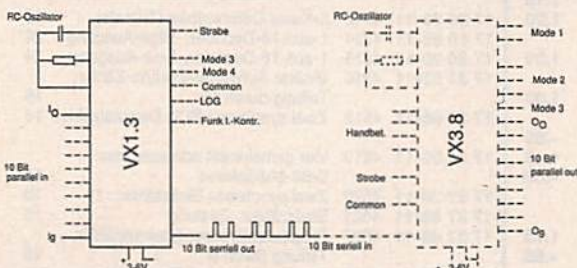 RC-Oszillator
Strobe
Mode 3
Mode 4
Common
LOG
Funk t.-Kontr.
VX1.3
I0
10 Bit
parallel in
I9
3-6V
10 Bit seriell out
RC-Oszillator
Mode 1
Mode 2
Mode 3
O0
Handbet.
VX3.8
10 Bit
parallel out
Strobe
Common
O9
10 Bit seriell in
3-6V